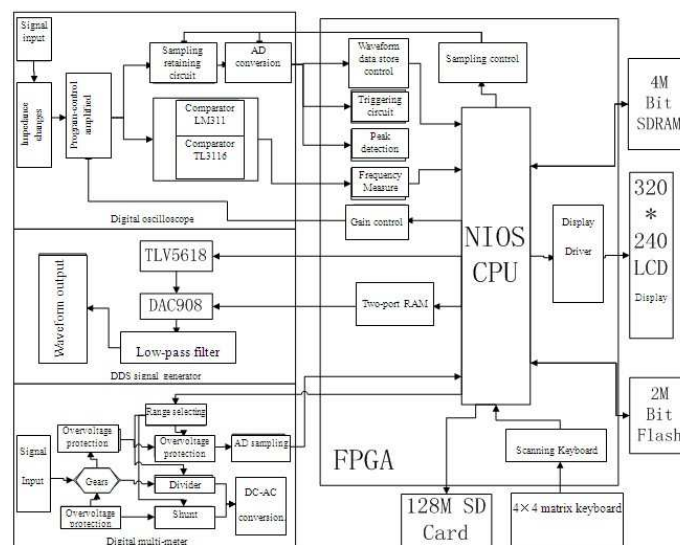 Signal
input
Impedance
changes
Program-control
amplified
Sampling
retaining
circuit
AD
conversion
Comparator
LM311
Comparator
TL3116
Digital oscilloscope
Waveform
data store
control
Triggering
circuit
Peak
detection
Frequency
Measure
Gain control
Sampling control
NIOS
CPU
4M
Bit
SDRAM
320
*
240
LCD
Display
Display
Driver
Waveform output
TLV5618
DAC908
Low-pass filter
DDS signal generator
Two-port RAM
Signal
Input
Overvoltage
protection
Gears
Overvoltage
protection
Range selecting
Overvoltage
protection
AD sampling
Divider
Shunt
DC-AC
conversion.
Digital multi-meter
FPGA
Scanning Keyboard
2M
Bit
Flash
128M SD
Card
4×4 matrix keyboard